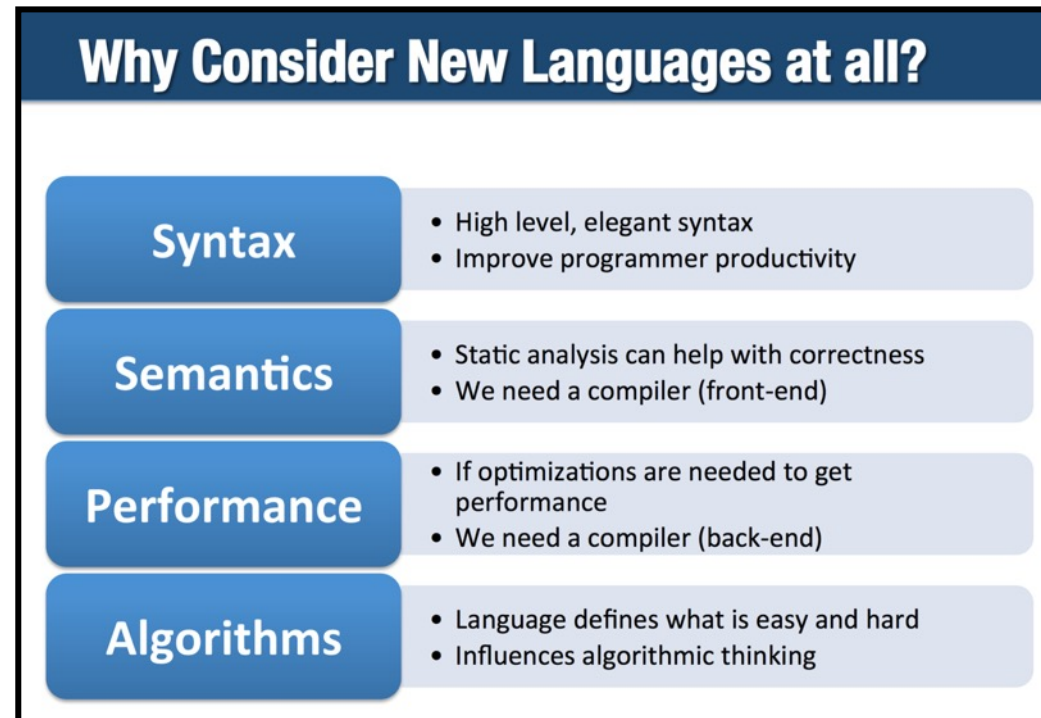 Why Consider New Languages at all?
Syntax
• High level, elegant syntax
• Improve programmer productivity
Semantics
• Static analysis can help with correctness
• We need a compiler (front-end)
Performance
• If optimizations are needed to get
performance
• We need a compiler (back-end)
Algorithms
• Language defines what is easy and hard
• Influences algorithmic thinking